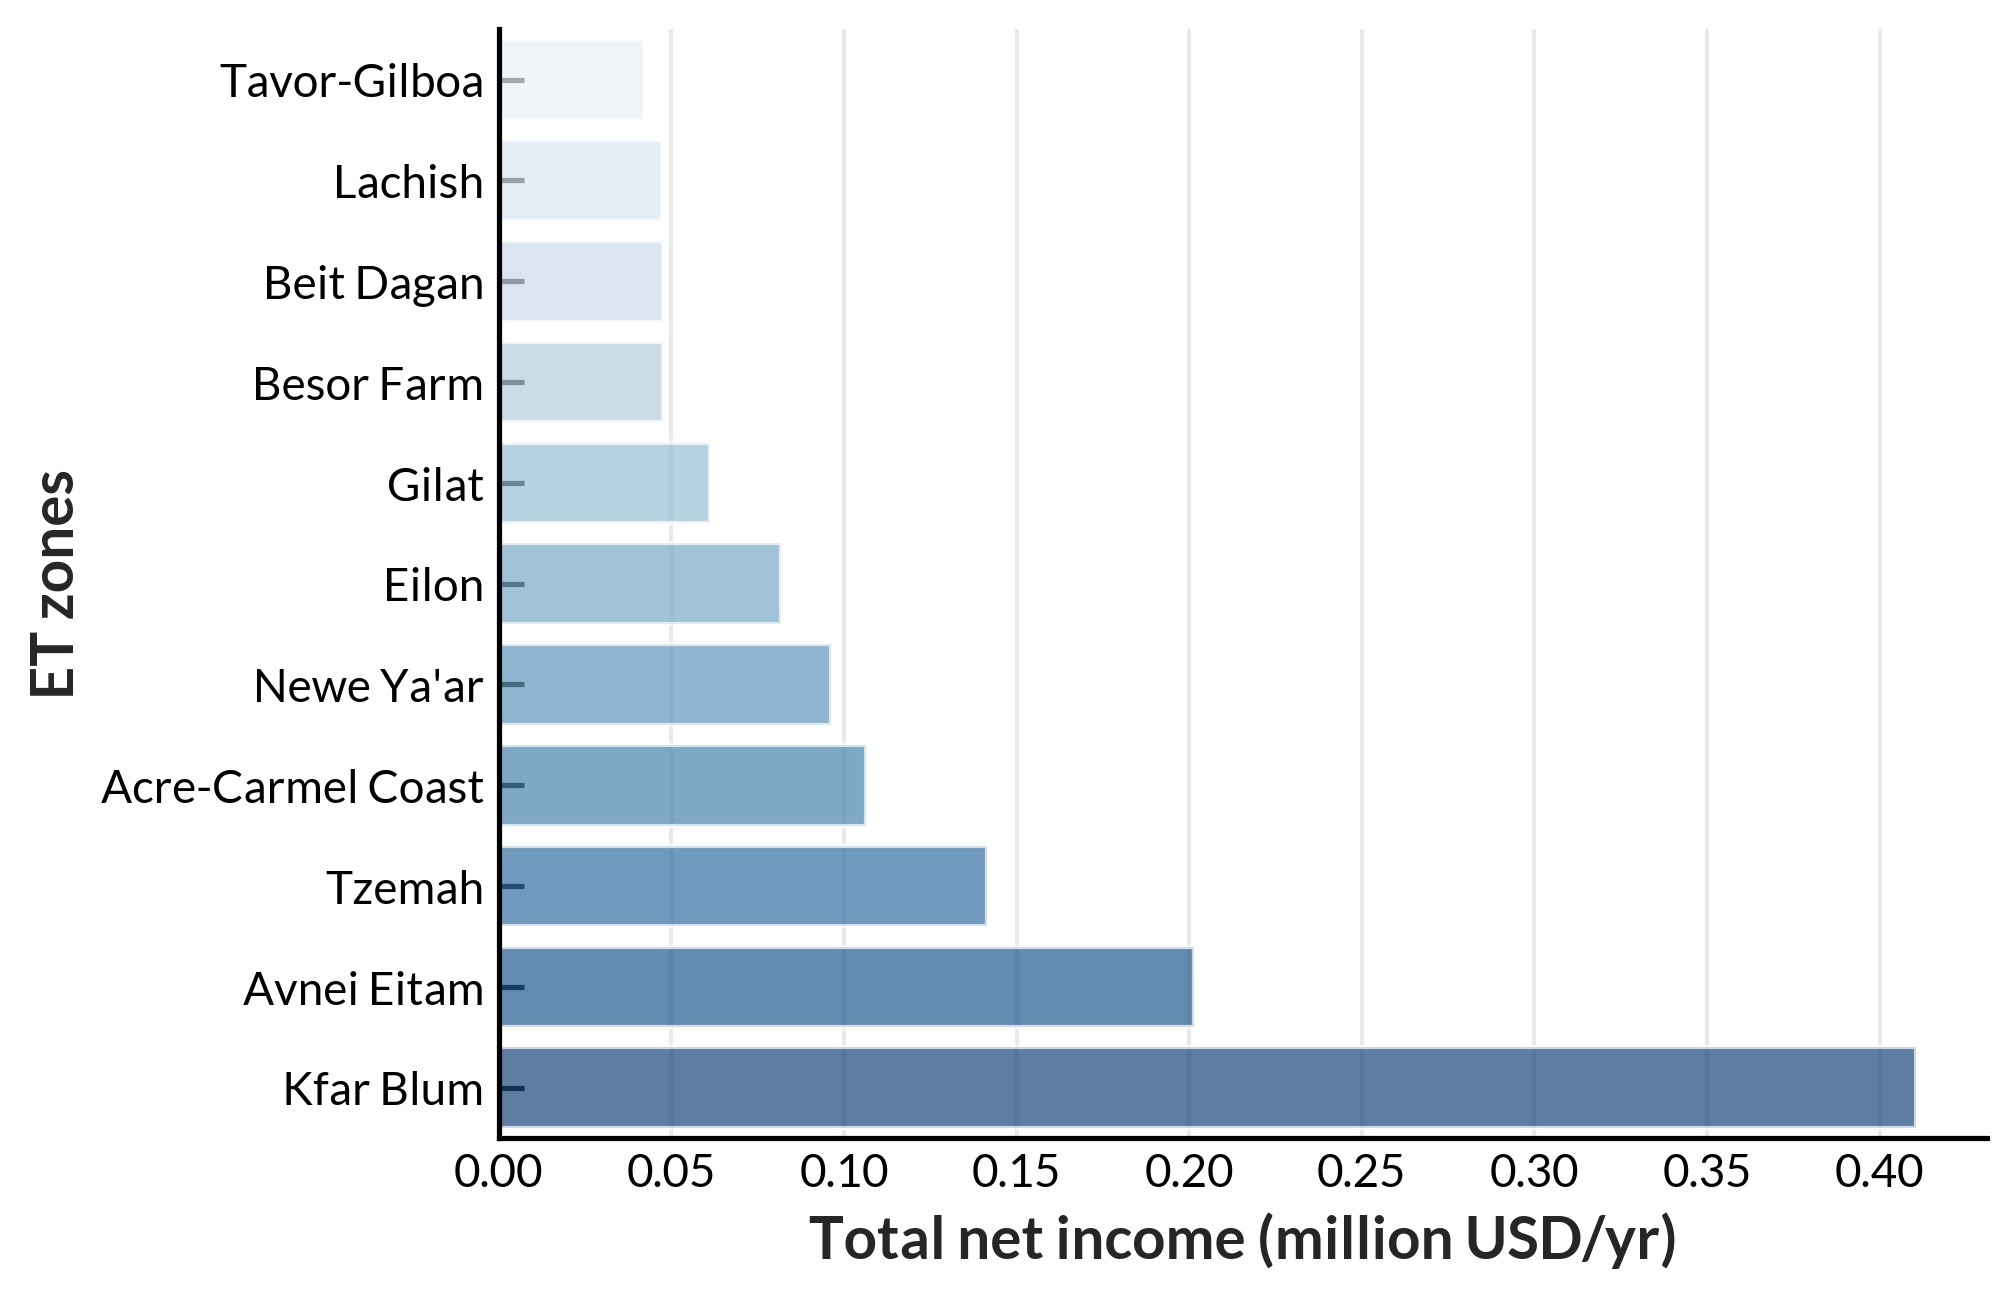 Tavor-Gilboa
Lachish
Beit Dagan
Besor Farm
Gilat
Eilon
Newe Ya'ar
Acre-Carmel Coast
Tzemah
Avnei Eitam
Kfar Blum
ET zones
0.00 0.05 0.10 0.15 0.20 0.25 0.30 0.35 0.40
Total net income (million USD/yr)